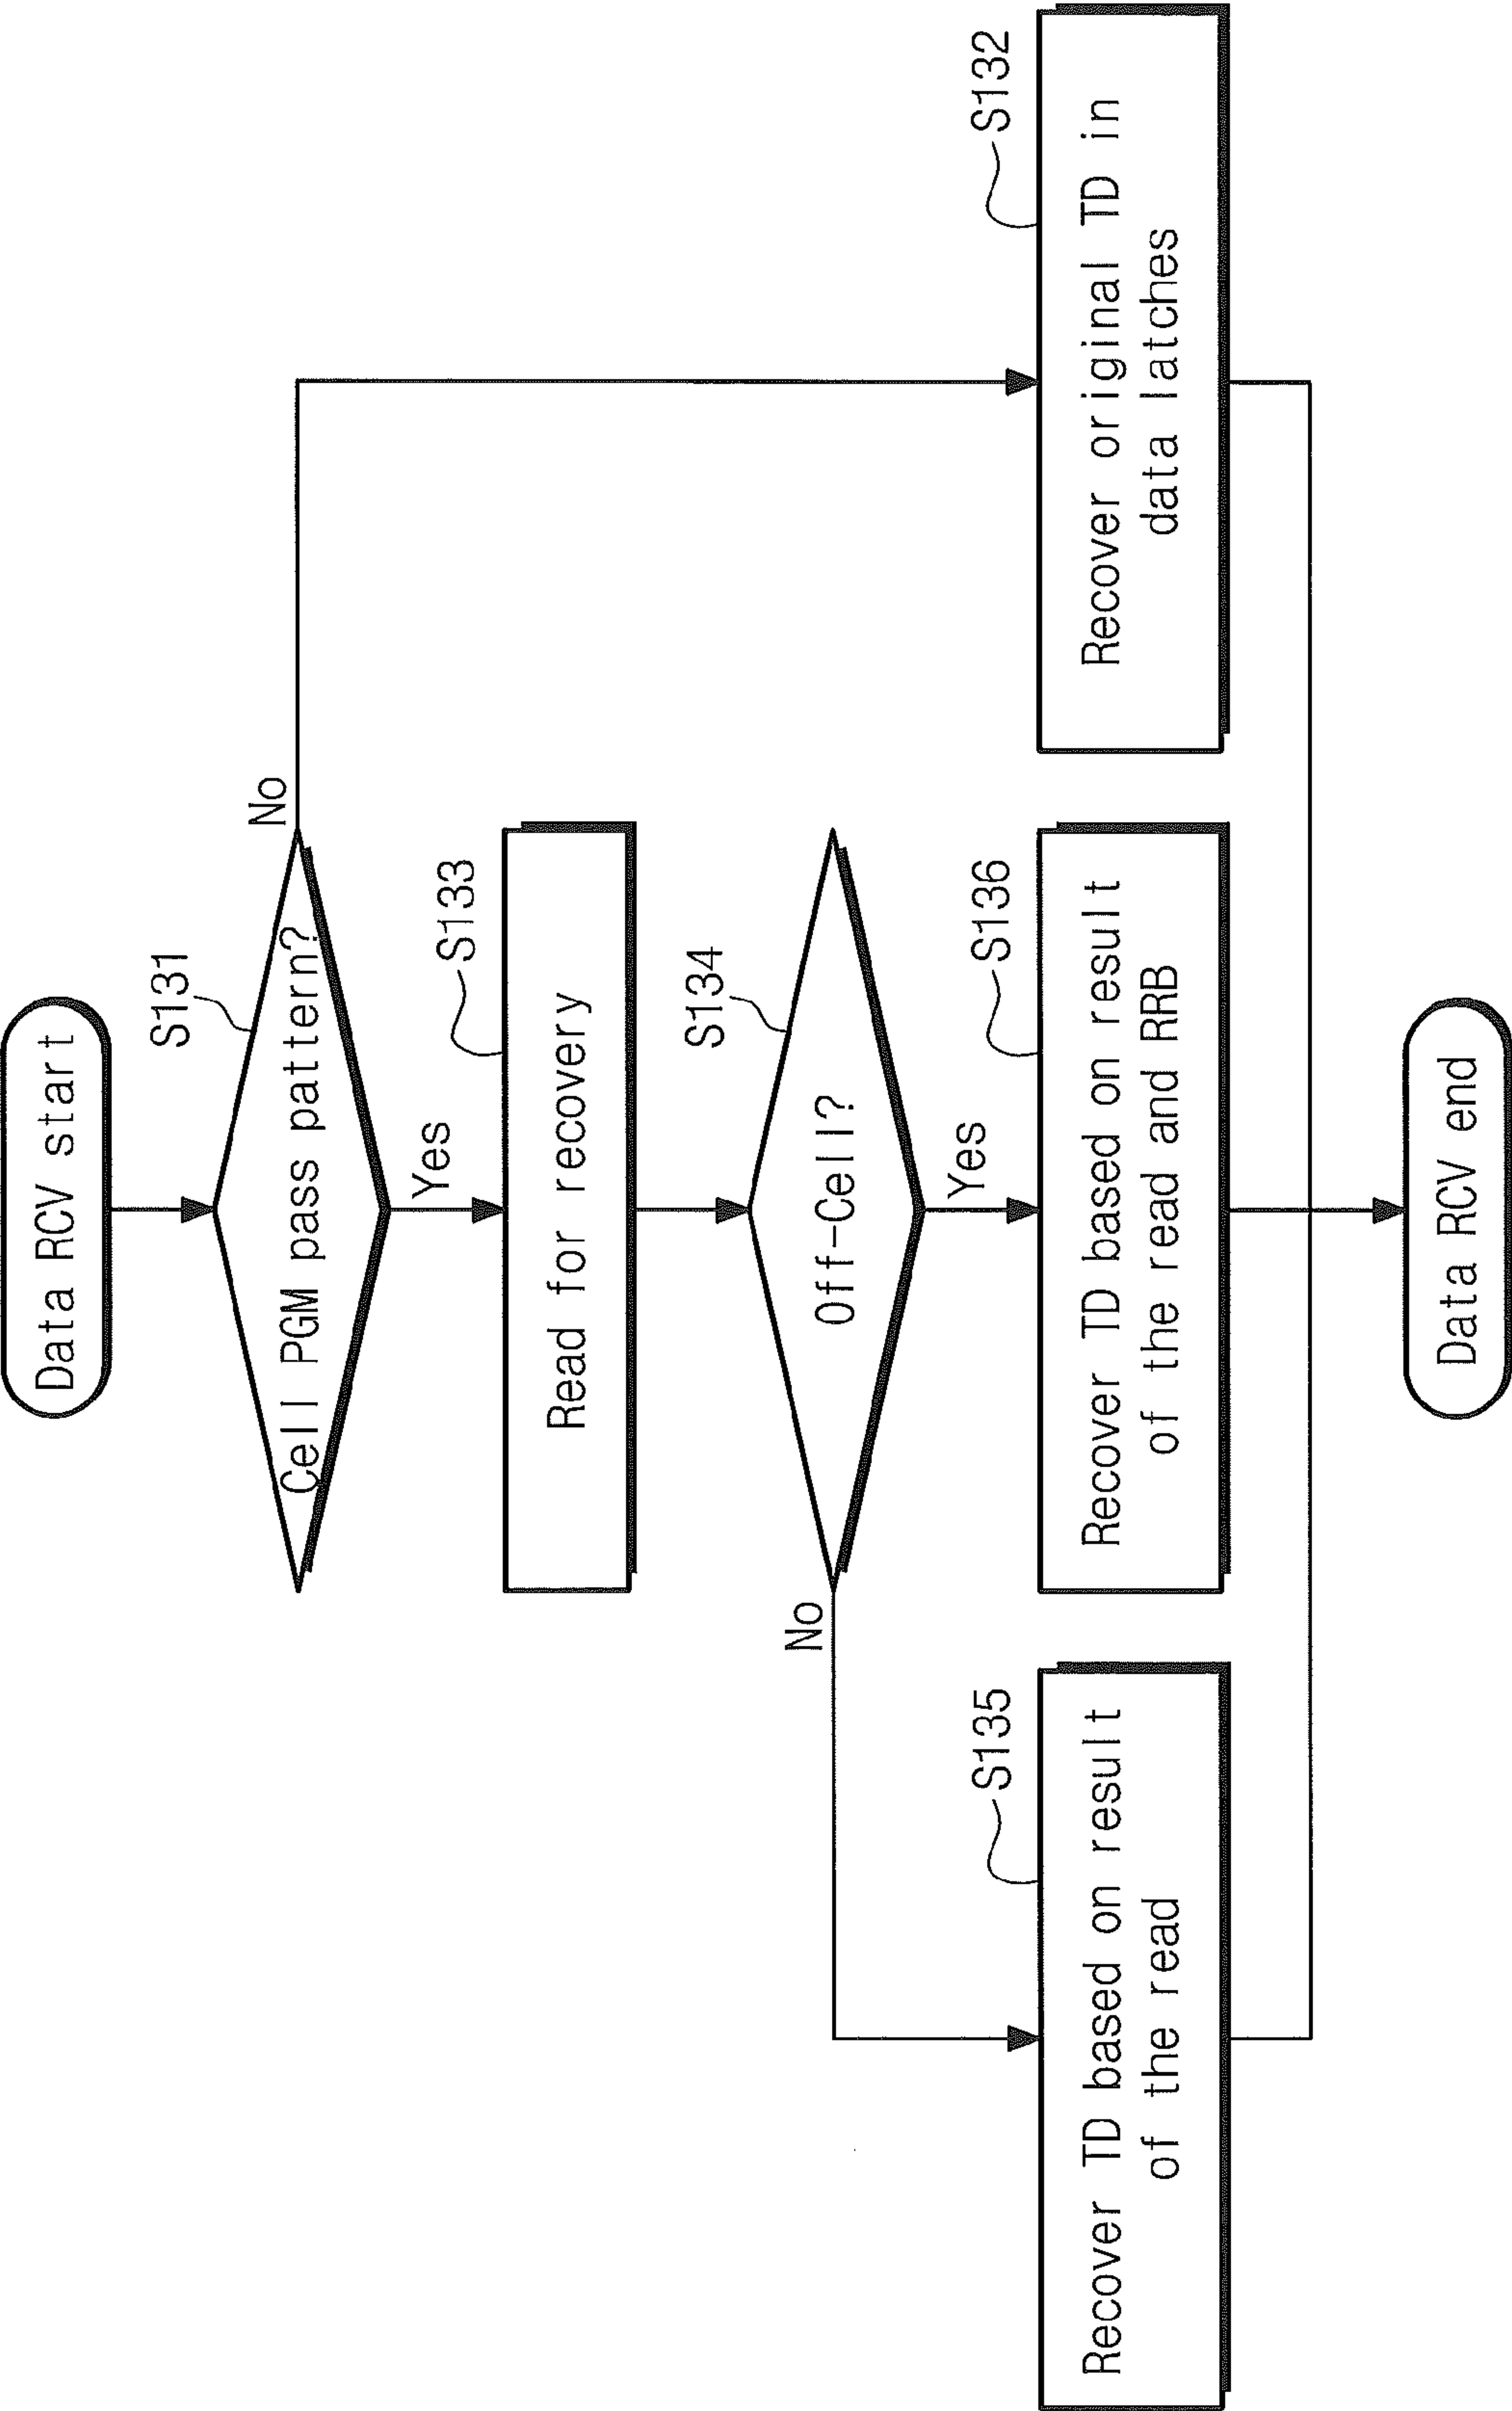 Data RCV start
S131
Cell PGM pass pattern?
No
Yes
S133
Read for recovery
S134
Off-Cell?
No
Yes
S135
Recover TD based on result
of the read
S136
Recover TD based on result
of the read and RRB
S132
Recover original TD in
data latches
Data RCV end